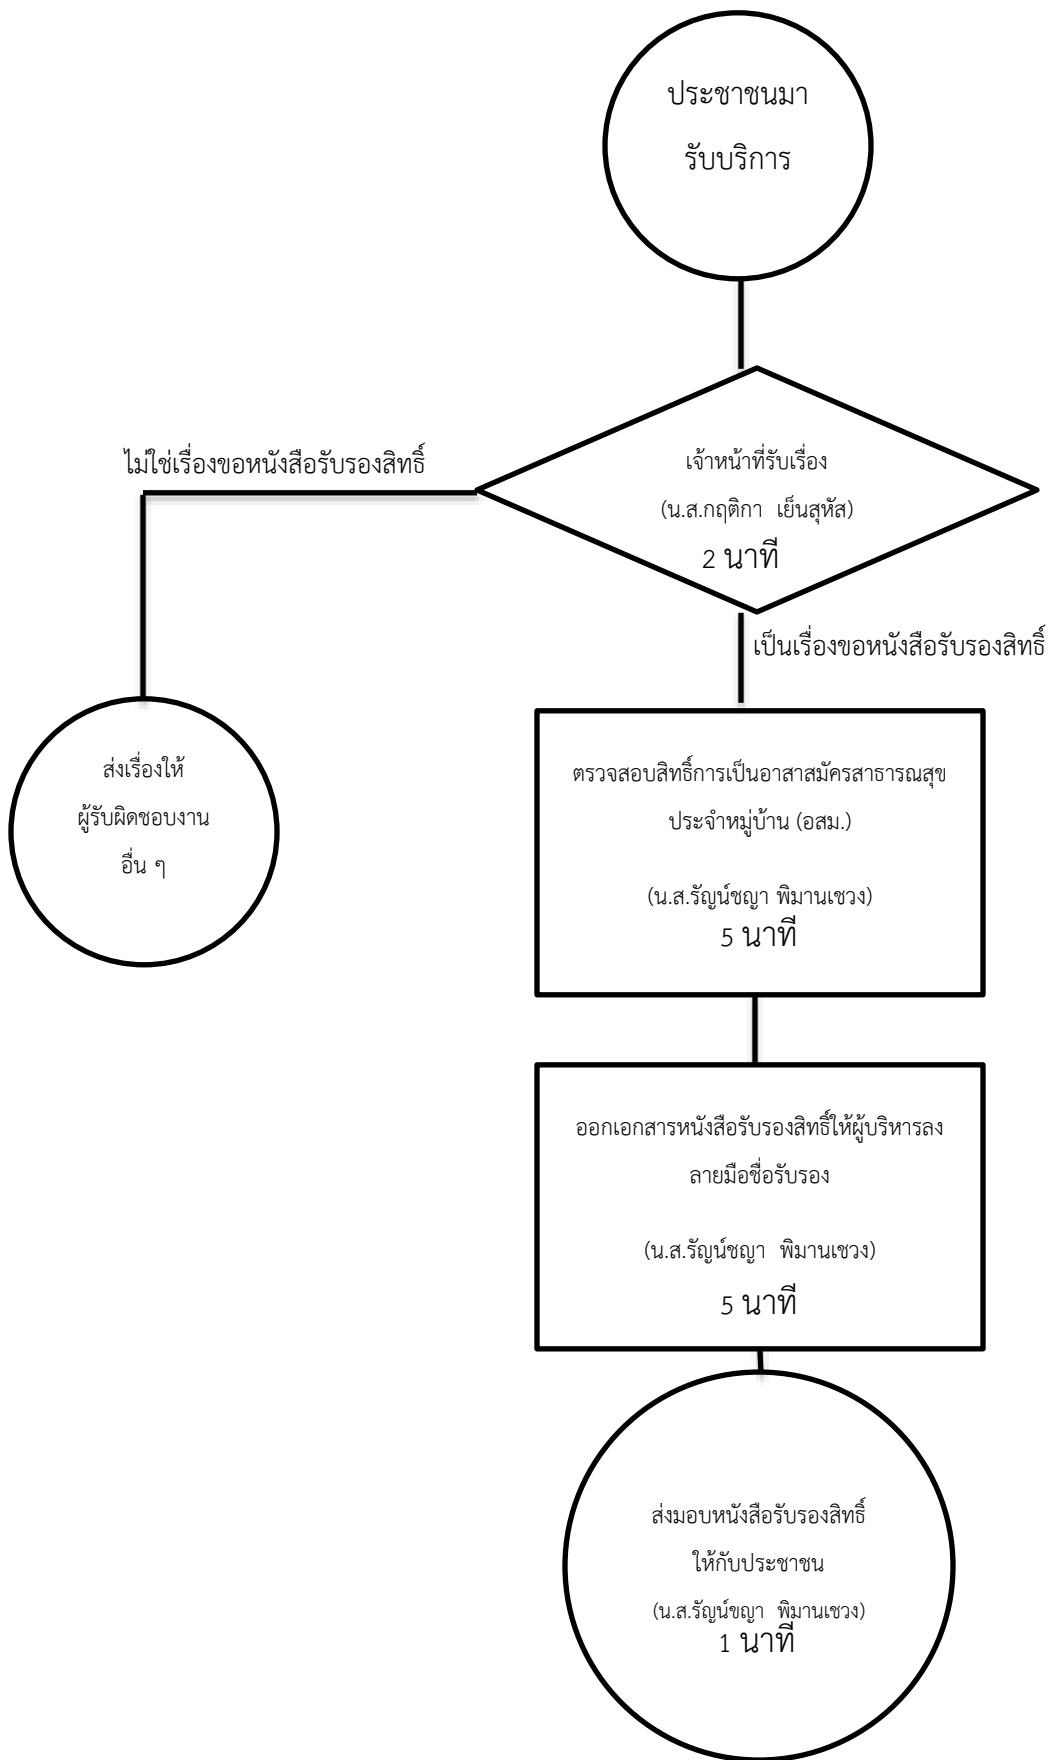 ประชาชนมา
รับบริการ
ไม่ใช่เรื่องขอหนังสือรับรองสิทธิ์
เจ้าหน้าที่รับเรื่อง
(น.ส.กฤติกา เย็นสุหัส)
2 นาที
เป็นเรื่องขอหนังสือรับรองสิทธิ์
ส่งเรื่องให้
ผู้รับผิดชอบงาน
อื่น ๆ
ตรวจสอบสิทธิ์การเป็นอาสาสมัครสาธารณสุข
ประจำหมู่บ้าน (อสม.)
(น.ส.รัญน์ชญา พิมานเชวง)
5 นาที
ออกเอกสารหนังสือรับรองสิทธิ์ให้ผู้บริหารลง
ลายมือชื่อรับรอง
(น.ส.รัญน์ชญา พิมานเชวง)
5 นาที
ส่งมอบหนังสือรับรองสิทธิ์
ให้กับประชาชน
(น.ส.รัญน์ขญา พิมานเชวง)
1 นาที